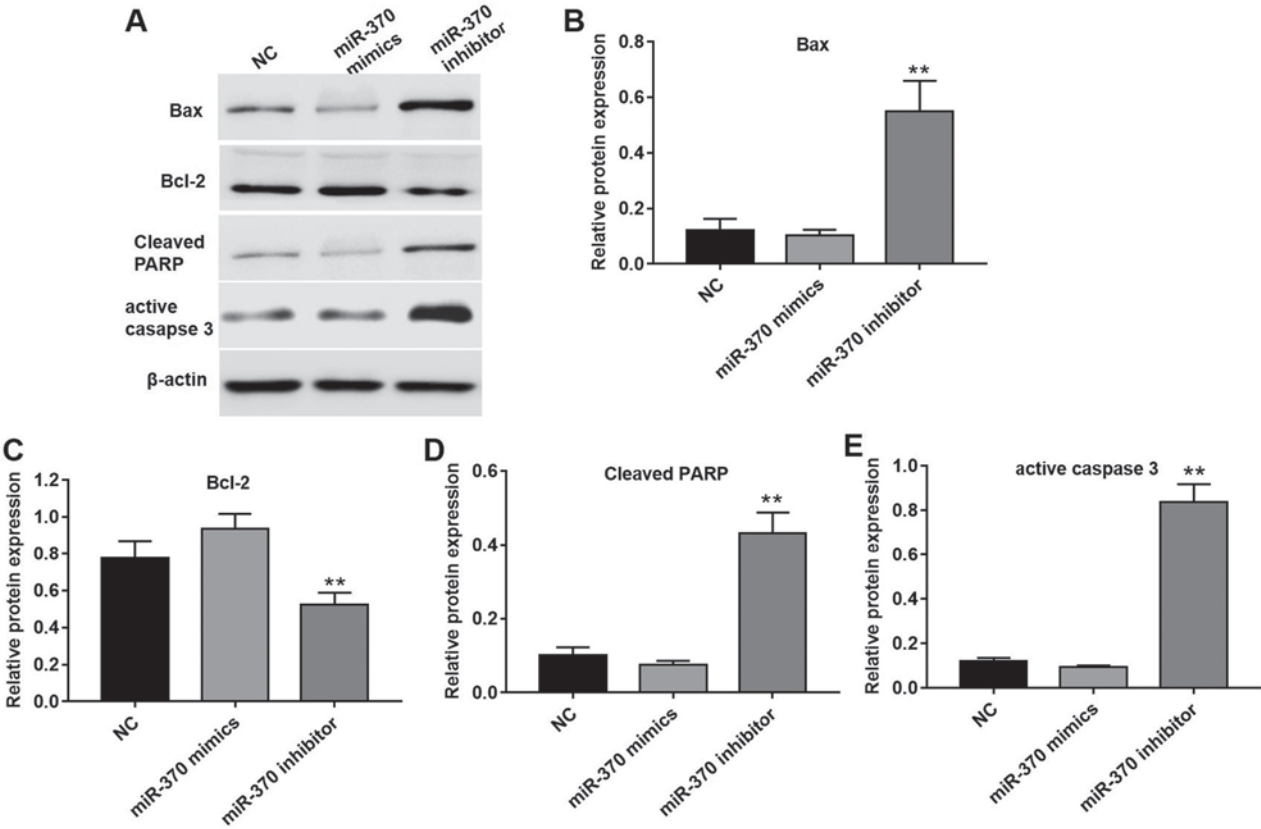 A
NC
miR-370
mimics
miR-370
inhibitor
Bax
Bcl-2
Cleaved
PARP
active
casapse 3
β-actin
B
Bax
Relative protein expression
0.8
0.6
0.4
0.2
0.0
**
NC
miR-370 mimics
miR-370 inhibitor
C
Bcl-2
Relative protein expression
1.2
1.0
0.8
0.6
0.4
0.2
0.0
**
NC
miR-370 mimics
miR-370 inhibitor
D
Cleaved PARP
Relative protein expression
0.6
0.4
0.2
0.0
**
NC
miR-370 mimics
miR-370 inhibitor
E
active caspase 3
Relative protein expression
1.0
0.8
0.6
0.4
0.2
0.0
**
NC
miR-370 mimics
miR-370 inhibitor